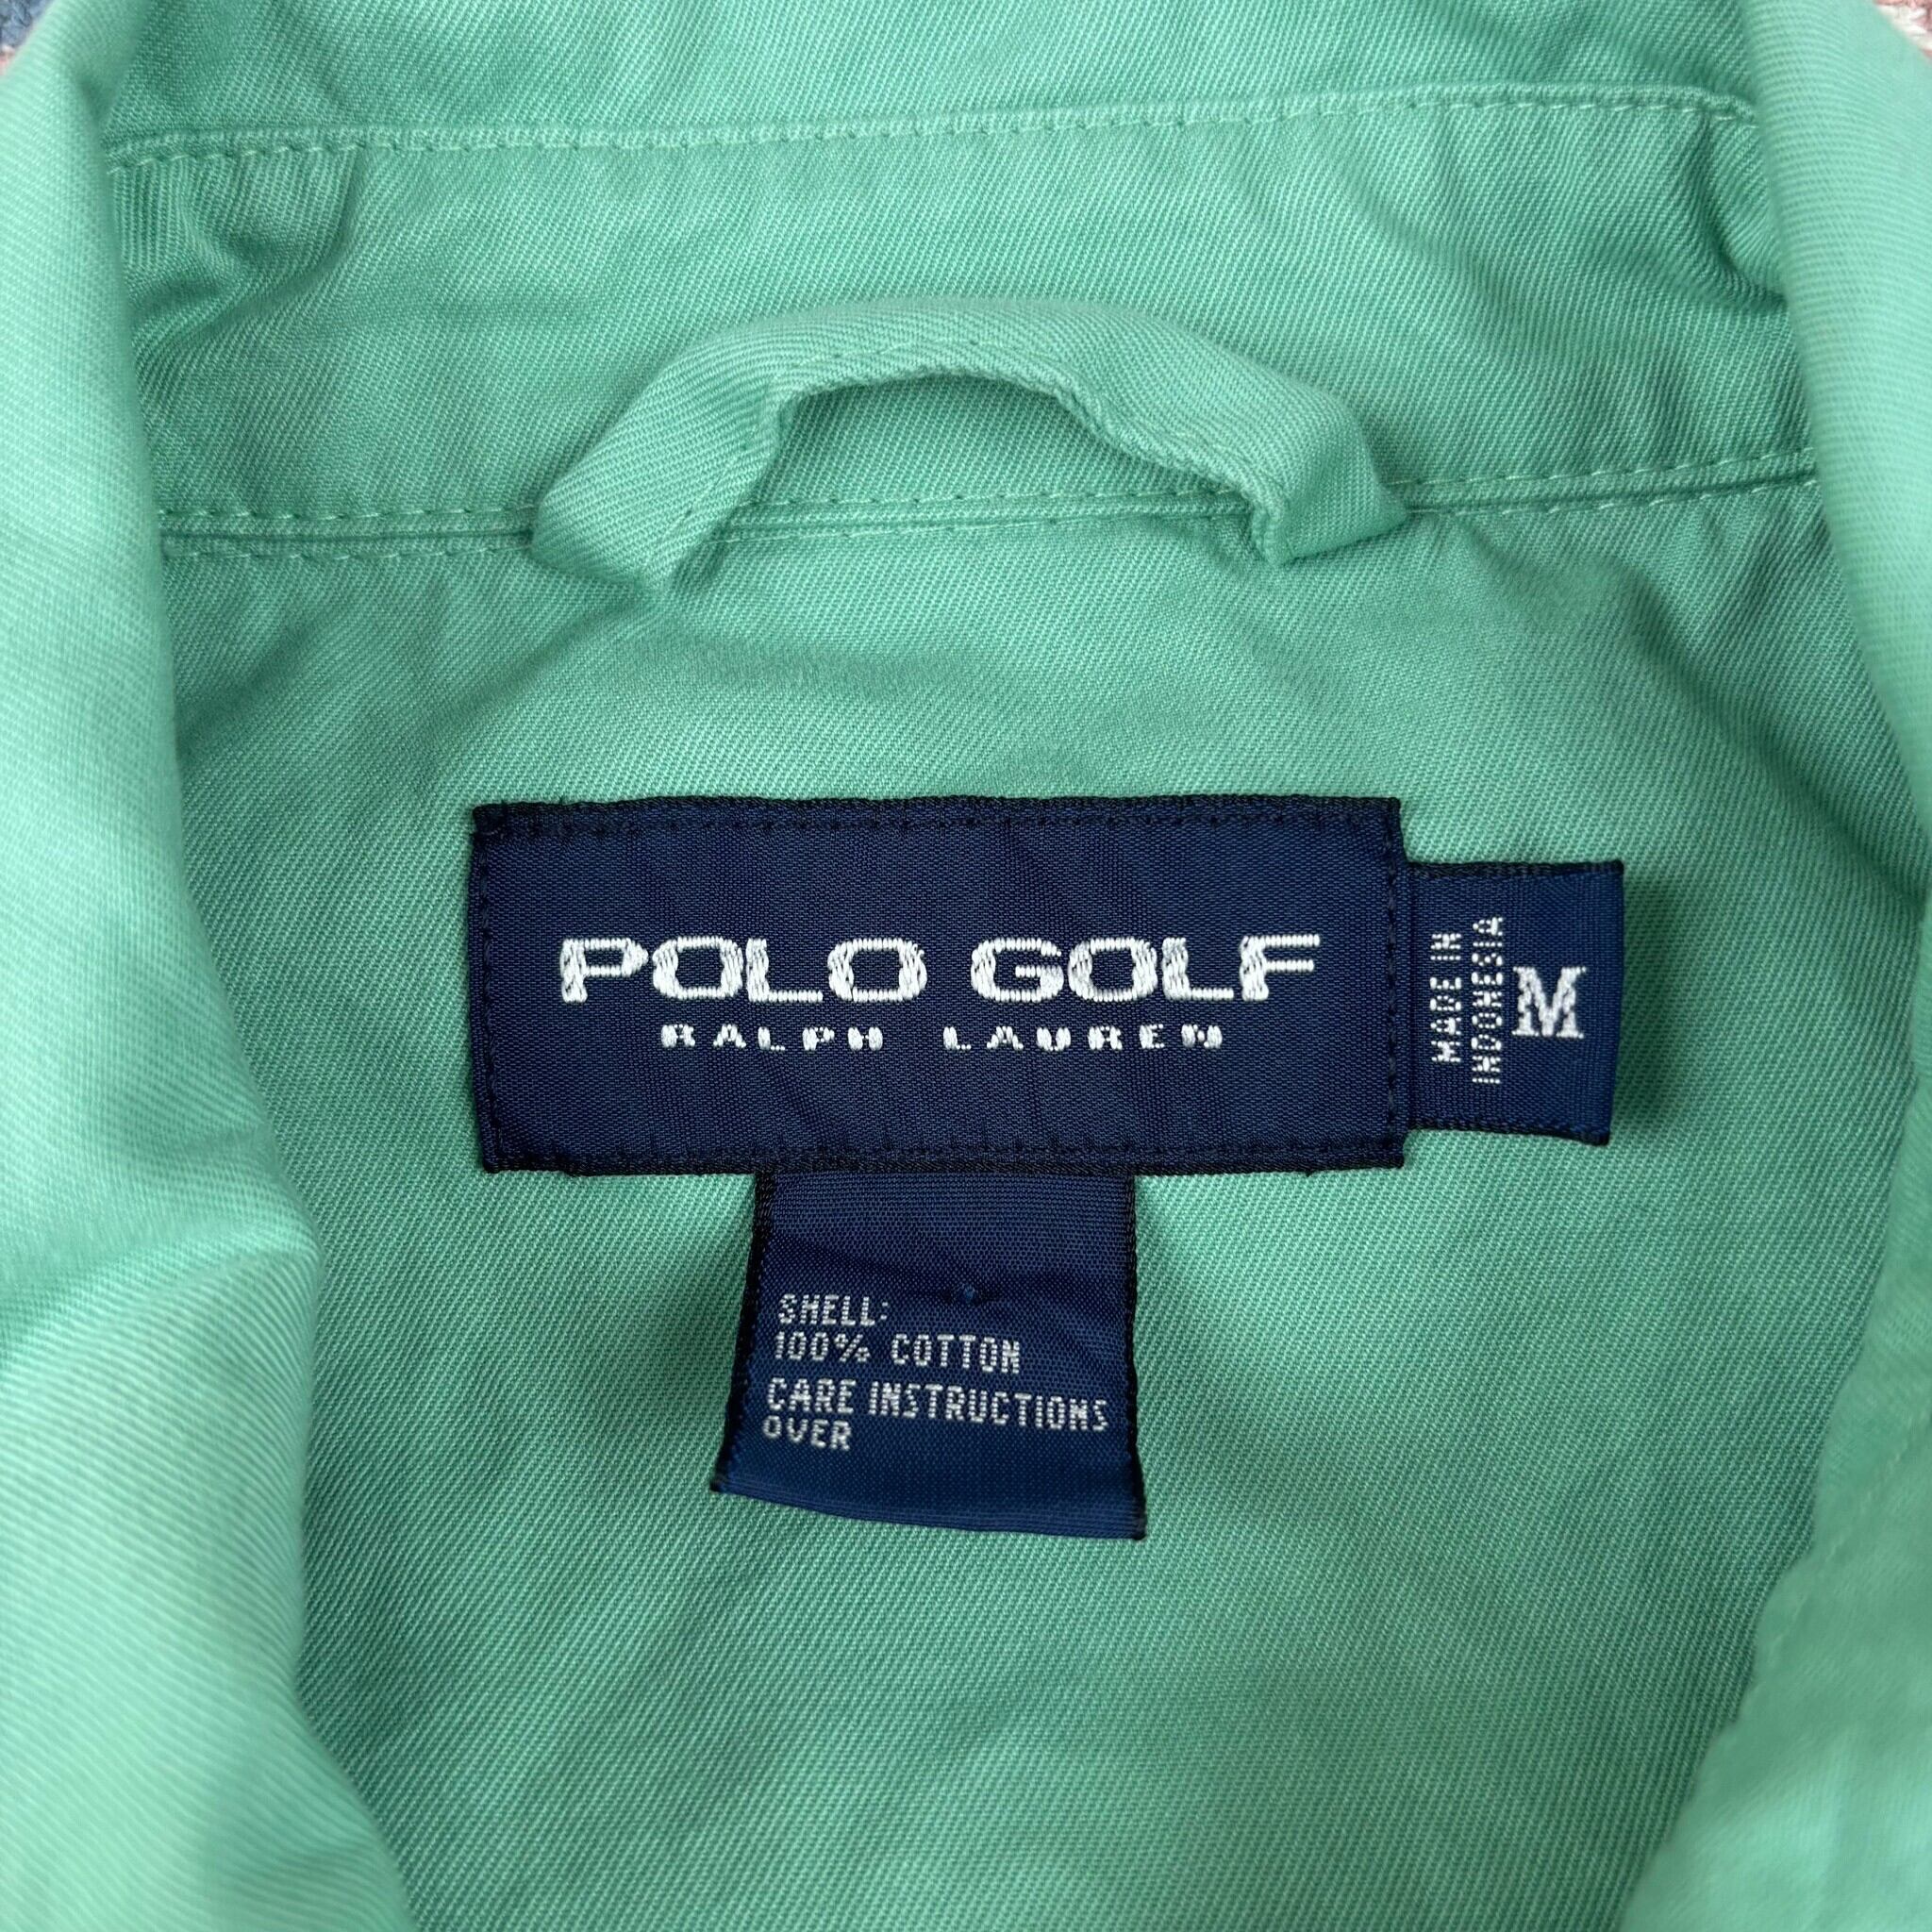 POLO GOLF
RALPH LAUREN
MADE IN
INDONESIA
M
SHELL:
100% COTTON
CARE INSTRUCTIONS
OVER